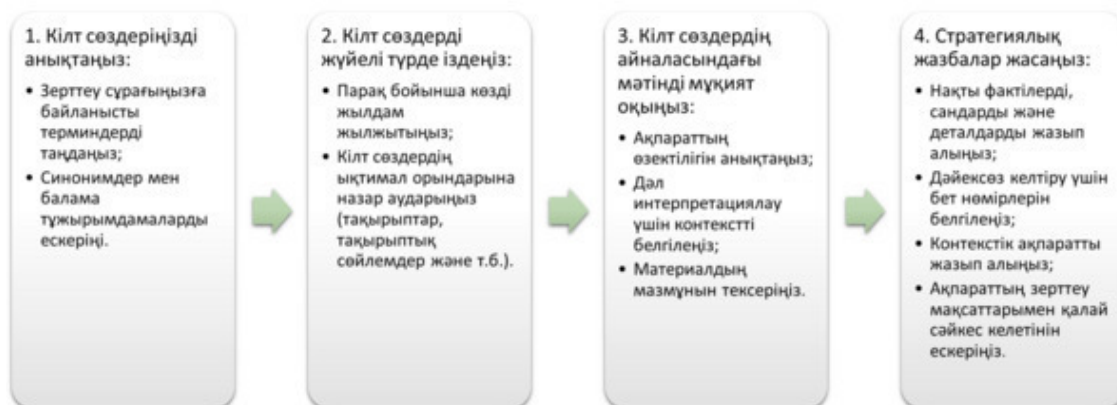 1. Кілт сөздеріңізді
анықтаңыз:
• Зерттеу сұрағыңызға
байланысты
терминдерді
таңдаңыз;
• Синонимдер мен
балама
тұжырымдамаларды
ескеріңі.
2. Кілт сөздерді
жүйелі түрде іздеңіз:
• Парақ бойынша көзді
жылдам
жылжытыңыз;
• Кілт сөздердің
ықтимал орындарына
назар аударыңыз
(тақырыптар,
тақырыптық
сөйлемдер және т.б.).
3. Кілт сөздердің
айналасындағы
мәтінді мұқият
оқыңыз:
• Ақпараттың
өзектілігін анықтаңыз;
• Дәл
интерпретациялау
үшін контекстті
белгілеңіз;
• Материалдың
мазмұнын тексеріңіз.
4. Стратегиялық
жазбалар жасаңыз:
• Нақты фактілерді,
сандарды және
деталдарды жазып
алыңыз;
• Дәйексөз келтіру үшін
бет нөмірлерін
белгілеңіз;
• Контекстік ақпаратты
жазып алыңыз;
• Ақпараттың зерттеу
мақсаттарымен қалай
сәйкес келетінін
ескеріңіз.